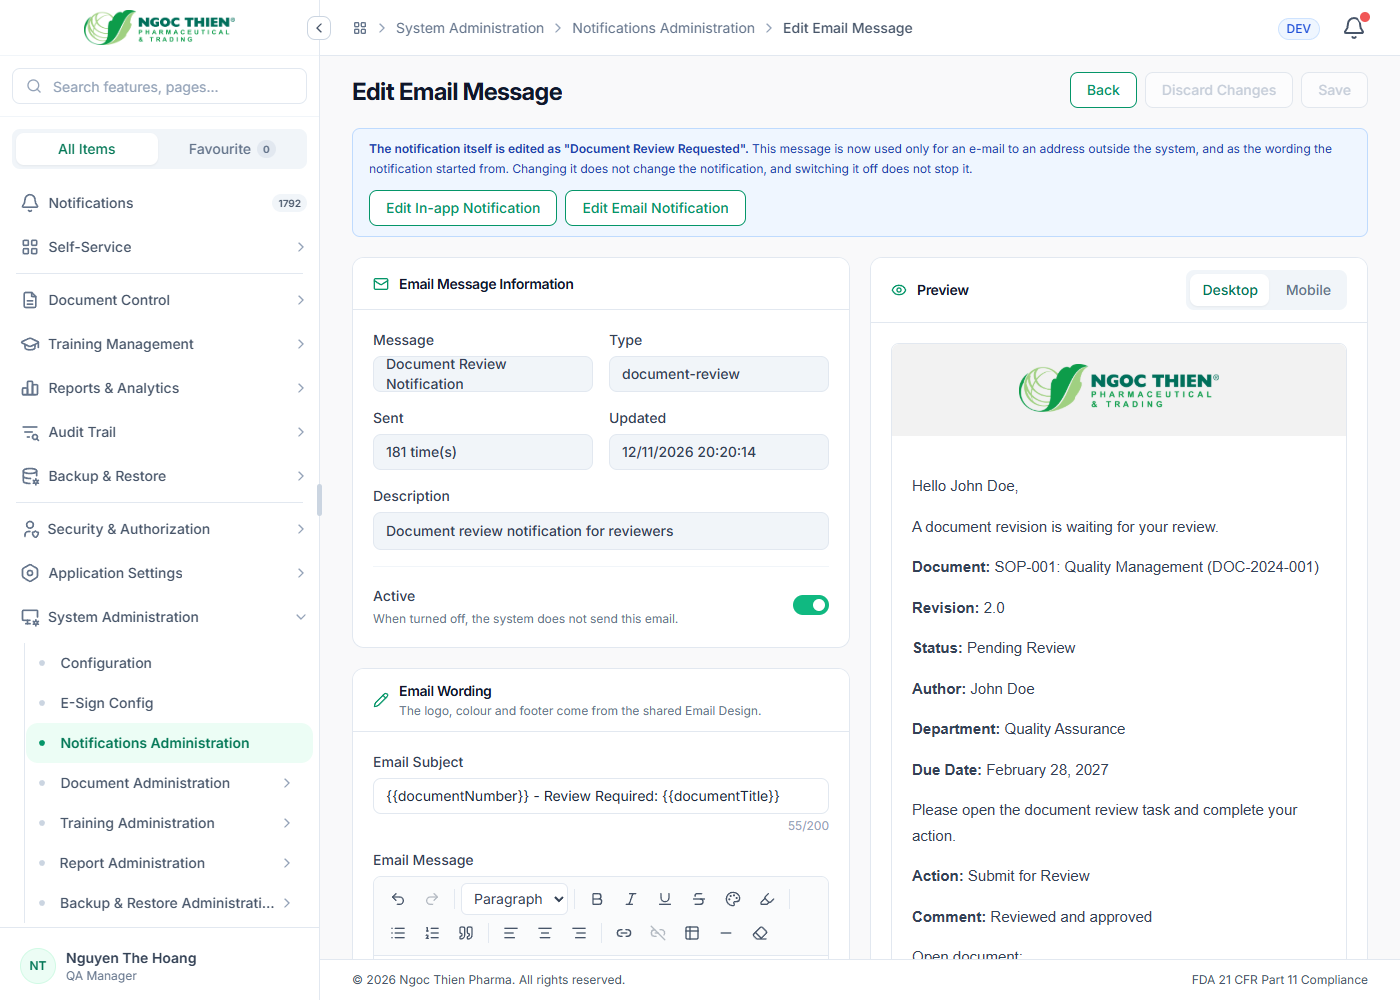 NGOC THIEN®
PHARMACEUTICAL
& TRADING
System Administration
Notifications Administration
Edit Email Message
DEV
Search features, pages...
All Items
Favourite
0
Notifications
1792
Self-Service
Document Control
Training Management
Reports & Analytics
Audit Trail
Backup & Restore
Security & Authorization
Application Settings
System Administration
Configuration
E-Sign Config
Notifications Administration
Document Administration
Training Administration
Report Administration
Backup & Restore Administrati...
NT
Nguyen The Hoang
QA Manager
Edit Email Message
Back
Discard Changes
Save
The notification itself is edited as "Document Review Requested". This message is now used only for an e-mail to an address outside the system, and as the wording the
notification started from. Changing it does not change the notification, and switching it off does not stop it.
Edit In-app Notification
Edit Email Notification
Email Message Information
Message
Type
Document Review
Notification
document-review
Sent
Updated
181 time(s)
12/11/2026 20:20:14
Description
Document review notification for reviewers
Active
When turned off, the system does not send this email.
Email Wording
The logo, colour and footer come from the shared Email Design.
Email Subject
{{documentNumber}} - Review Required: {{documentTitle}}
55/200
Email Message
Paragraph
Preview
Desktop
Mobile
NGOC THIEN®
PHARMACEUTICAL
& TRADING
Hello John Doe,
A document revision is waiting for your review.
Document: SOP-001: Quality Management (DOC-2024-001)
Revision: 2.0
Status: Pending Review
Author: John Doe
Department: Quality Assurance
Due Date: February 28, 2027
Please open the document review task and complete your
action.
Action: Submit for Review
Comment: Reviewed and approved
Open document:
© 2026 Ngoc Thien Pharma. All rights reserved.
FDA 21 CFR Part 11 Compliance